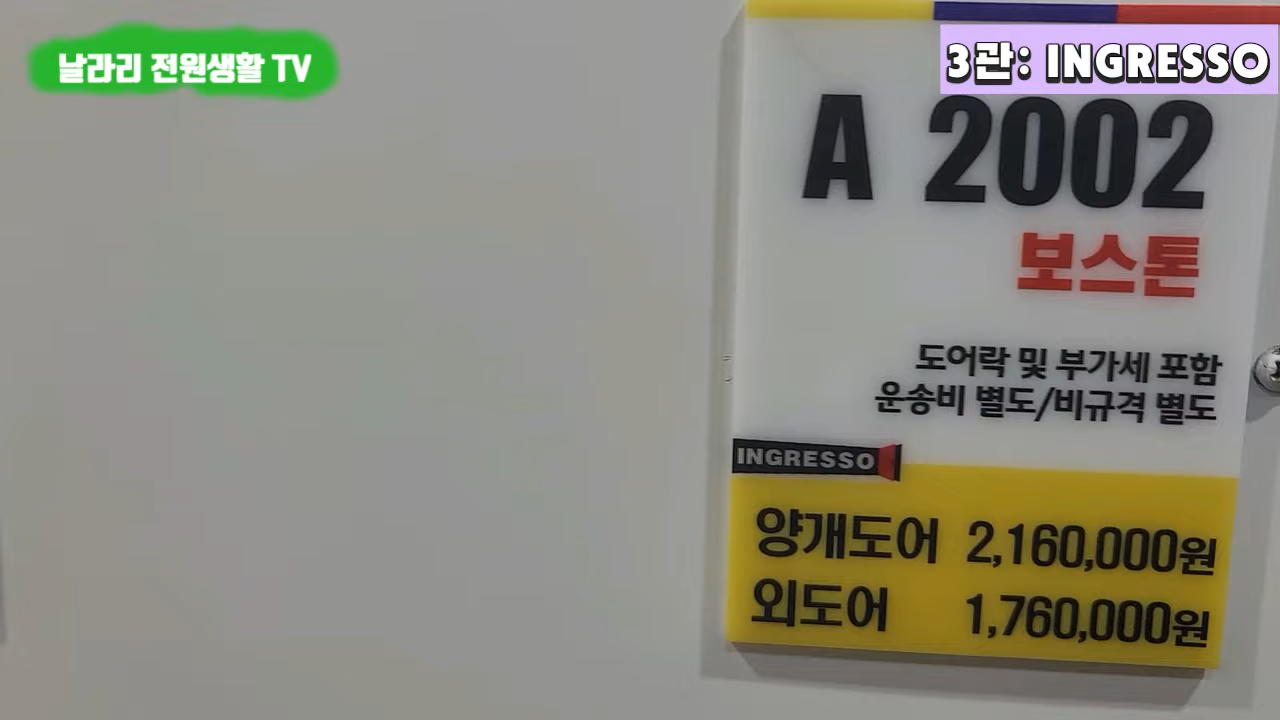 날라리 전원생활 TV
3관: INGRESSO
A 2002
보스톤
도어락 및 부가세 포함
운송비 별도/비규격 별도
INGRESSO
양개도어 2,160,000원
외도어 1,760,000원